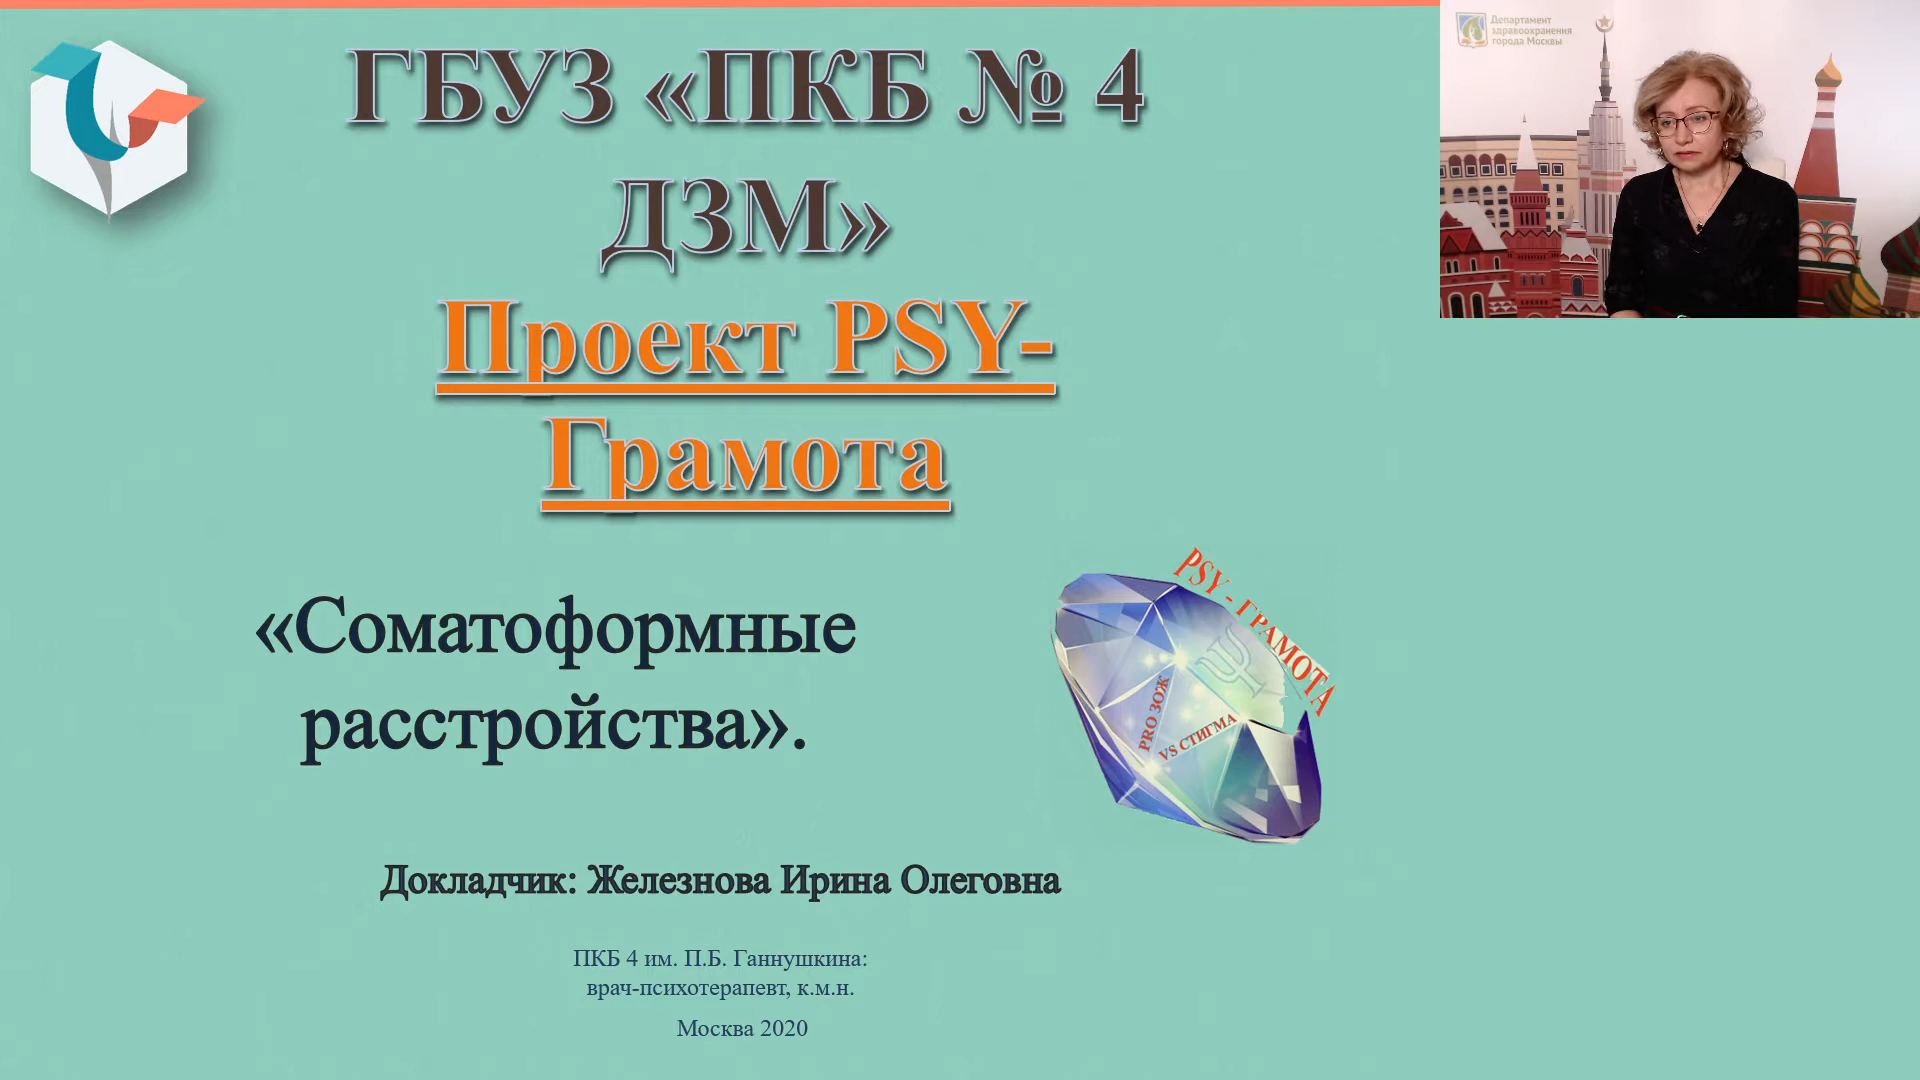 ГБУЗ «ПКБ № 4
ДЗМ»
Проект PSY-
Грамота
«Соматоформные
расстройства».
PSY - ГРАМОТА
PRO ЗОЖ
VS СТИГМА
Докладчик: Железнова Ирина Олеговна
ПКБ 4 им. П.Б. Ганнушкина:
врач-психотерапевт, к.м.н.
Москва 2020
Департамент
здравоохранения
города Москвы